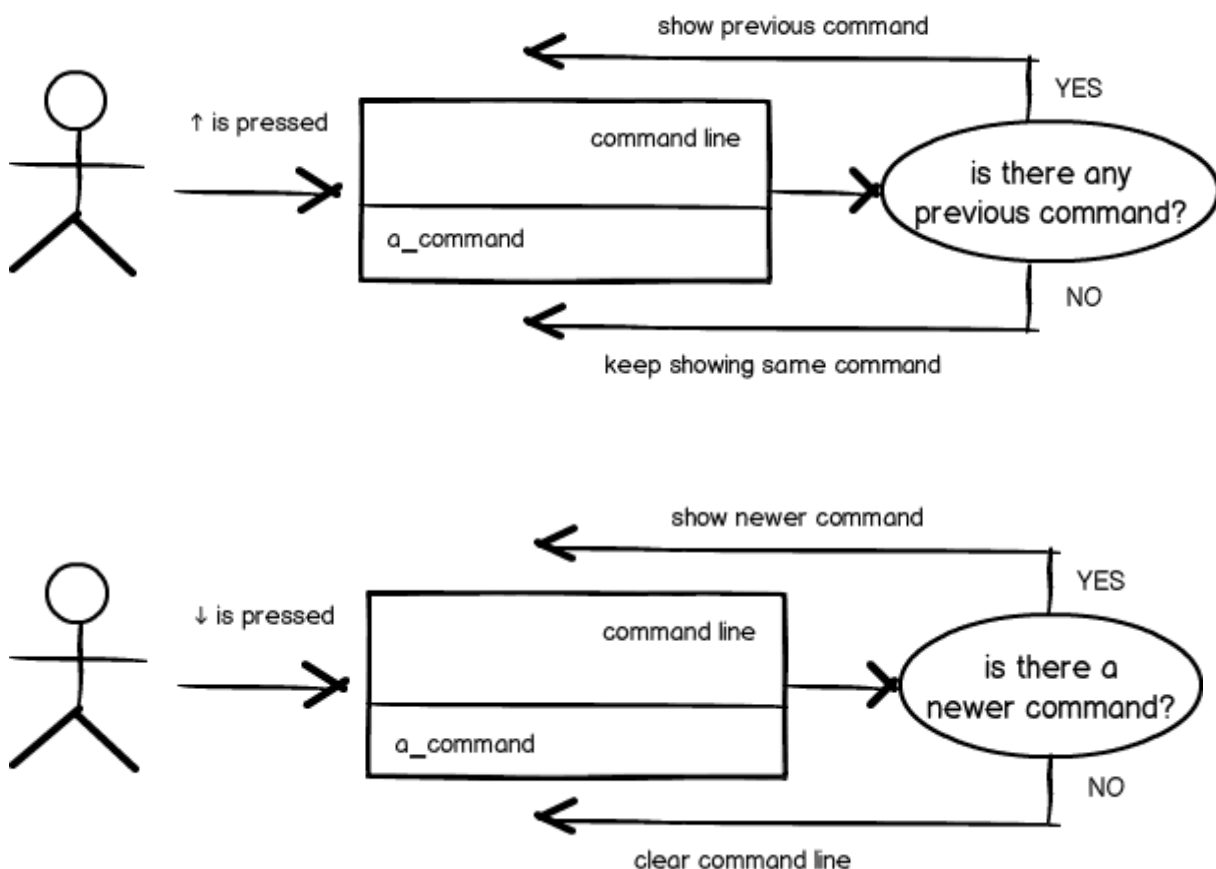 show previous command
YES
↑ is pressed
command line
is there any
previous command?
a_command
NO
keep showing same command
show newer command
YES
↓ is pressed
command line
is there a
newer command?
a_command
NO
clear command line